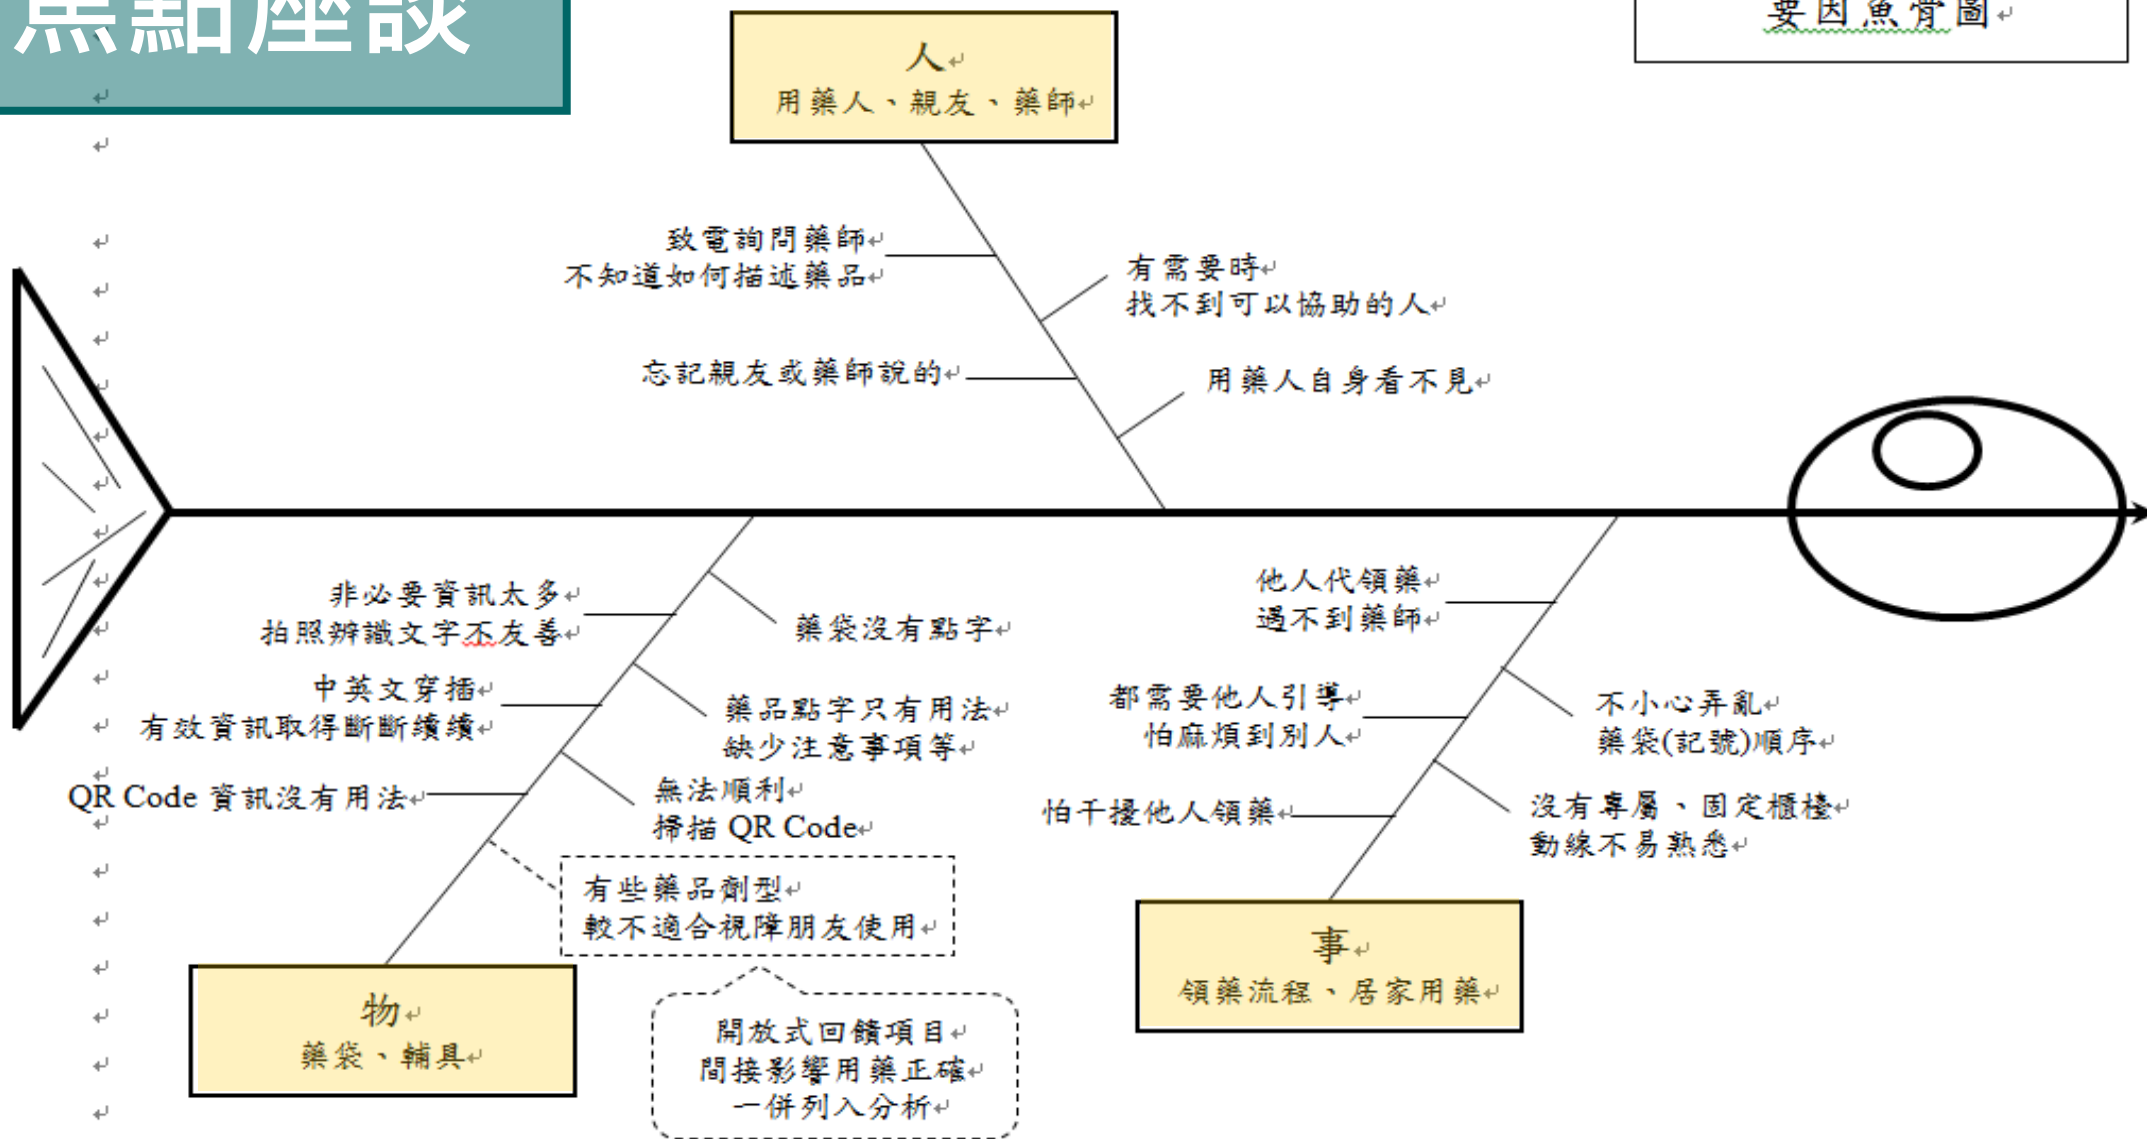 焦點座談
要因魚骨圖
人
用藥人、親友、藥師
致電詢問藥師
不知道如何描述藥品
有需要時
找不到可以協助的人
忘記親友或藥師說的
用藥人自身看不見
非必要資訊太多
拍照辨識文字不友善
藥袋沒有點字
中英文穿插
有效資訊取得斷斷續續
藥品點字只有用法
缺少注意事項等
QR Code 資訊沒有用法
無法順利
掃描 QR Code
有些藥品劑型
較不適合視障朋友使用
物
藥袋、輔具
開放式回饋項目
間接影響用藥正確
一併列入分析
他人代領藥
遇不到藥師
都需要他人引導
怕麻煩到別人
不小心弄亂
藥袋(記號)順序
怕干擾他人領藥
沒有專屬、固定櫃檯
動線不易熟悉
事
領藥流程、居家用藥